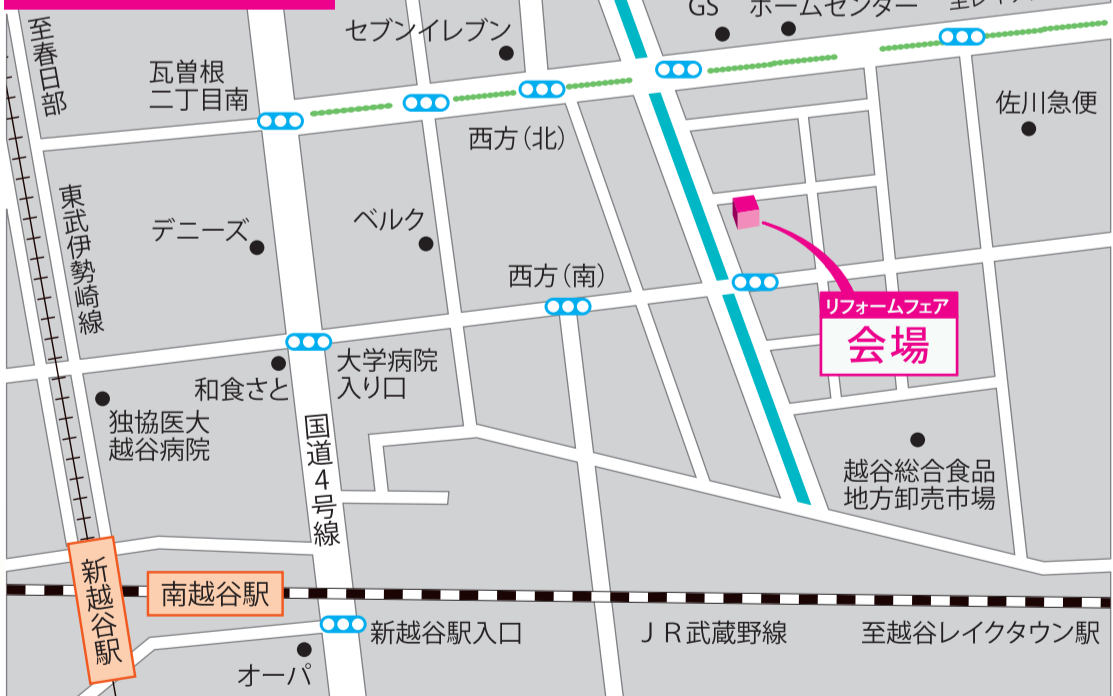 至春日部
セブンイレブン
GS
ホームセンター
瓦曽根
二丁目南
西方（北）
佐川急便
東武伊勢崎線
デニーズ
ベルク
西方（南）
リフォームフェア
会場
大学病院
入り口
和食さと
独協医大
越谷病院
国道4号線
越谷総合食品
地方卸売市場
新越谷駅
南越谷駅
新越谷駅入口
ＪＲ武蔵野線
至越谷レイクタウン駅
オーパ